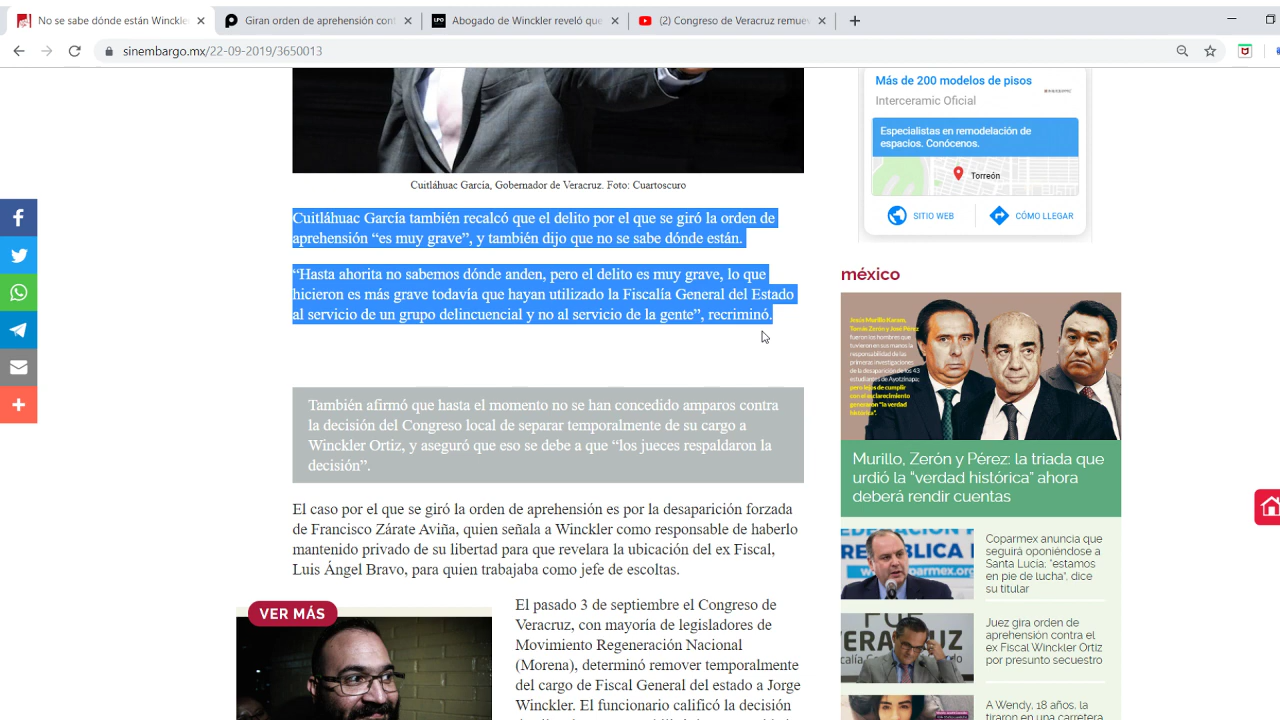 No se sabe dónde están Winckle
Giran orden de aprehensión con
LPO
Abogado de Winckler reveló que
(2) Congreso de Veracruz remue
sinembargo.mx/22-09-2019/3650013
Cuitláhuac García, Gobernador de Veracruz. Foto: Cuartoscuro
Cuitláhuac García también recalcó que el delito por el que se giró la orden de
aprehensión “es muy grave”, y también dijo que no se sabe dónde están.
“Hasta ahorita no sabemos dónde anden, pero el delito es muy grave, lo que
hicieron es más grave todavía que hayan utilizado la Fiscalía General del Estado
al servicio de un grupo delincuencial y no al servicio de la gente”, recriminó.
También afirmó que hasta el momento no se han concedido amparos contra
la decisión del Congreso local de separar temporalmente de su cargo a
Winckler Ortiz, y aseguró que eso se debe a que “los jueces respaldaron la
decisión”.
El caso por el que se giró la orden de aprehensión es por la desaparición forzada
de Francisco Zárate Aviña, quien señala a Winckler como responsable de haberlo
mantenido privado de su libertad para que revelara la ubicación del ex Fiscal,
Luis Ángel Bravo, para quien trabajaba como jefe de escoltas.
VER MÁS
El pasado 3 de septiembre el Congreso de
Veracruz, con mayoría de legisladores de
Movimiento Regeneración Nacional
(Morena), determinó remover temporalmente
del cargo de Fiscal General del estado a Jorge
Winckler. El funcionario calificó la decisión
Más de 200 modelos de pisos
Interceramic Oficial
Especialistas en remodelación de
espacios. Conócenos.
Torreón
SITIO WEB
CÓMO LLEGAR
méxico
Jesús Murillo Karam,
Tomás Zerón y José Pérez
fueron los hombres que
tuvieron en sus manos la
responsabilidad de las
primeras investigaciones
de la desaparición de los 43
estudiantes de Ayotzinapa;
pero lejos de cumplir
con el esclarecimiento
generaron “la verdad
histórica”.
Murillo, Zerón y Pérez: la triada que
urdió la “verdad histórica” ahora
deberá rendir cuentas
Coparmex anuncia que
seguirá oponiéndose a
Santa Lucía; “estamos
en pie de lucha”, dice
su titular
Juez gira orden de
aprehensión contra el
ex Fiscal Winckler Ortiz
por presunto secuestro
A Wendy, 18 años, la
tiraron en una carretera